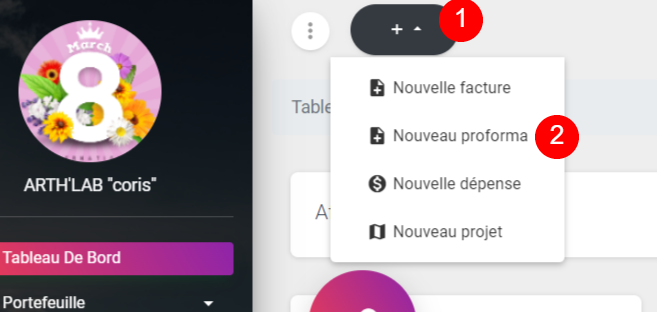 March
8
ARTH'LAB "coris"
Tableau De Bord
Portefeuille
+
1
Table
Nouvelle facture
Nouveau proforma
2
Nouvelle dépense
Nouveau projet